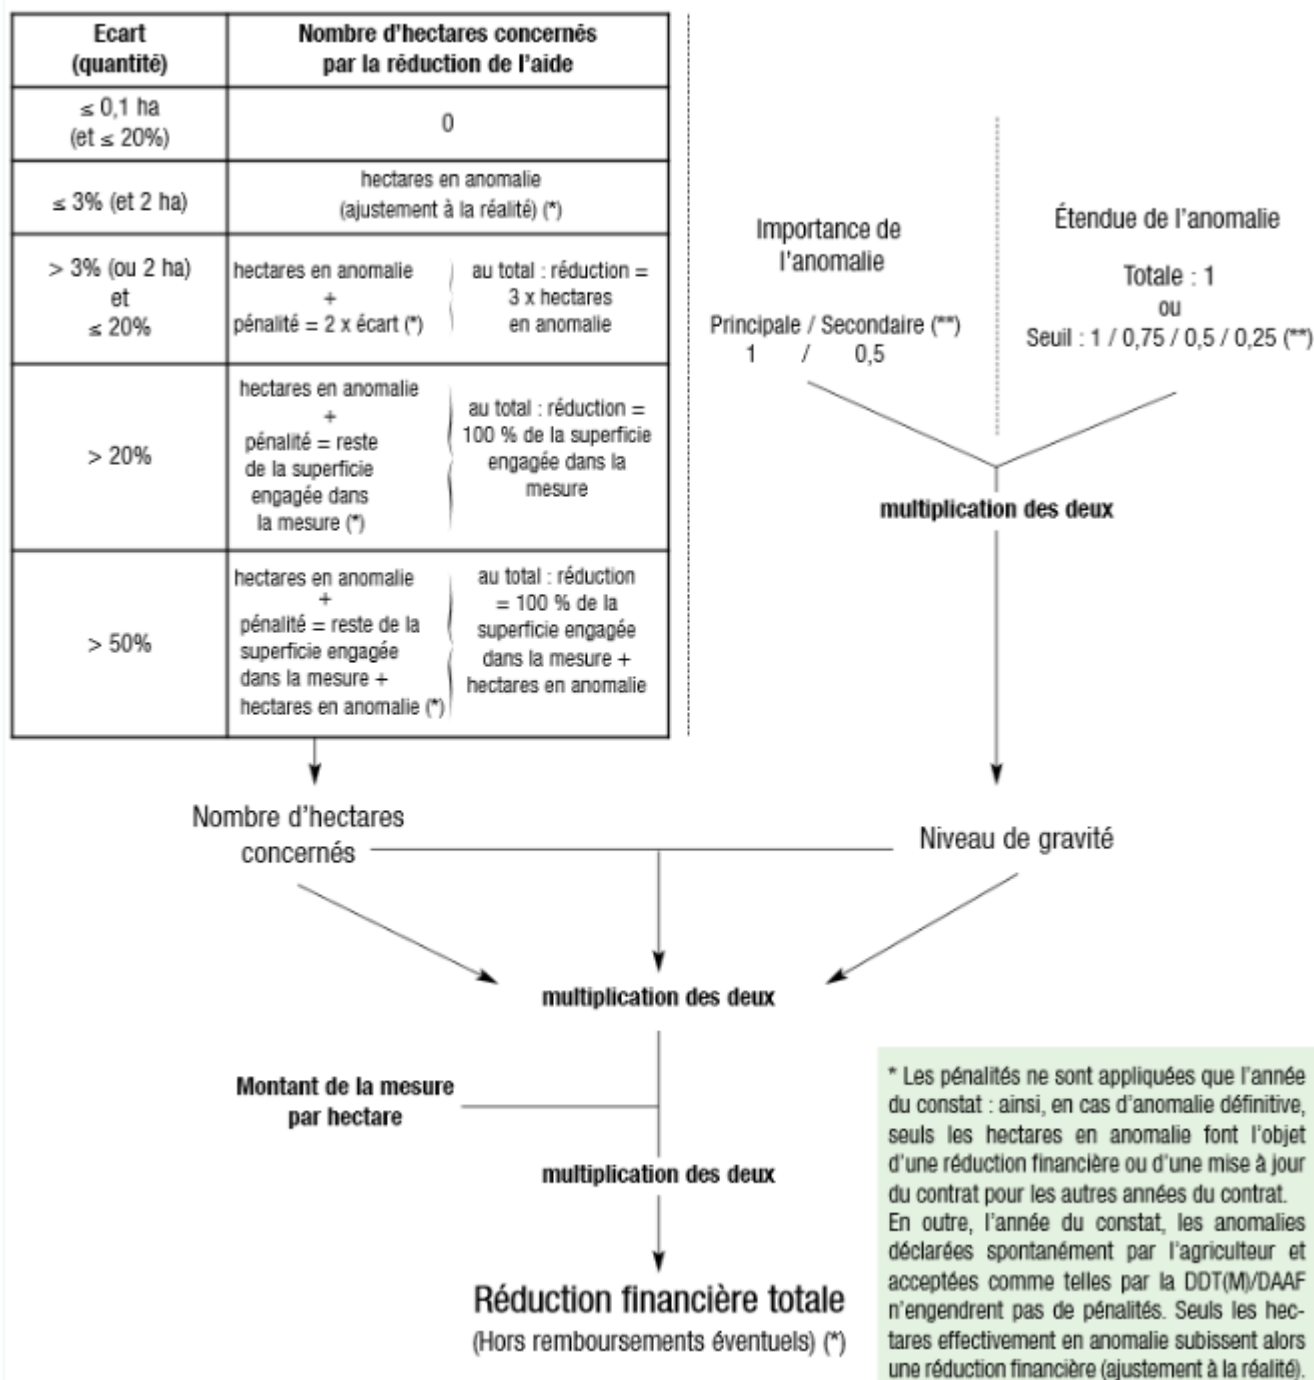 Ecart
(quantité)
Nombre d'hectares concernés
par la réduction de l'aide
≤ 0,1 ha
(et ≤ 20%)
0
≤ 3% (et 2 ha)
hectares en anomalie
(ajustement à la réalité) (*)
> 3% (ou 2 ha)
et
≤ 20%
hectares en anomalie
+
pénalité = 2 x écart (*)
au total : réduction =
3 x hectares
en anomalie
> 20%
hectares en anomalie
+
pénalité = reste
de la superficie
engagée dans
la mesure (*)
au total : réduction =
100 % de la superficie
engagée dans la
mesure
> 50%
hectares en anomalie
+
pénalité = reste de la
superficie engagée
dans la mesure +
hectares en anomalie (*)
au total : réduction
= 100 % de la
superficie engagée
dans la mesure +
hectares en anomalie
Importance de
l'anomalie
Principale / Secondaire (**)
1 / 0,5
Étendue de l'anomalie
Totale : 1
ou
Seuil : 1 / 0,75 / 0,5 / 0,25 (**)
multiplication des deux
Nombre d'hectares
concernés
Niveau de gravité
multiplication des deux
Montant de la mesure
par hectare
multiplication des deux
Réduction financière totale
(Hors remboursements éventuels) (*)
* Les pénalités ne sont appliquées que l'année
du constat : ainsi, en cas d'anomalie définitive,
seuls les hectares en anomalie font l'objet
d'une réduction financière ou d'une mise à jour
du contrat pour les autres années du contrat.
En outre, l'année du constat, les anomalies
déclarées spontanément par l'agriculteur et
acceptées comme telles par la DDT(M)/DAAF
n'engendrent pas de pénalités. Seuls les hec-
tares effectivement en anomalie subissent alors
une réduction financière (ajustement à la réalité).